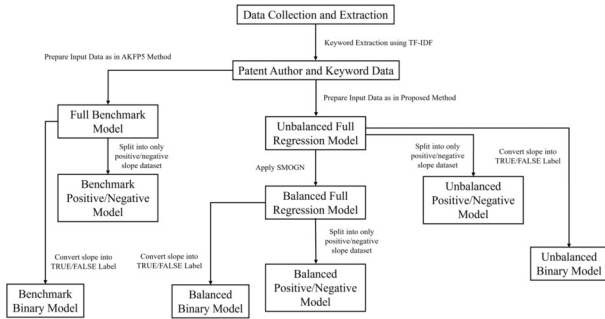 Data Collection and Extraction
Keyword Extraction using TF-IDF
Prepare Input Data as in AKFP5 Method
Patent Author and Keyword Data
Prepare Input Data as in Proposed Method
Full Benchmark
Model
Unbalanced Full
Regression Model
Split into only
positive/negative
slope dataset
Split into only
positive/negative
slope dataset
Convert slope into
TRUE/FALSE Label
Apply SMOGN
Benchmark
Positive/Negative
Model
Unbalanced
Positive/Negative
Model
Balanced Full
Regression Model
Split into only
positive/negative
slope dataset
Convert slope into
TRUE/FALSE Label
Convert slope into
TRUE/FALSE Label
Unbalanced
Binary Model
Balanced
Positive/Negative
Model
Benchmark
Binary Model
Balanced
Binary Model